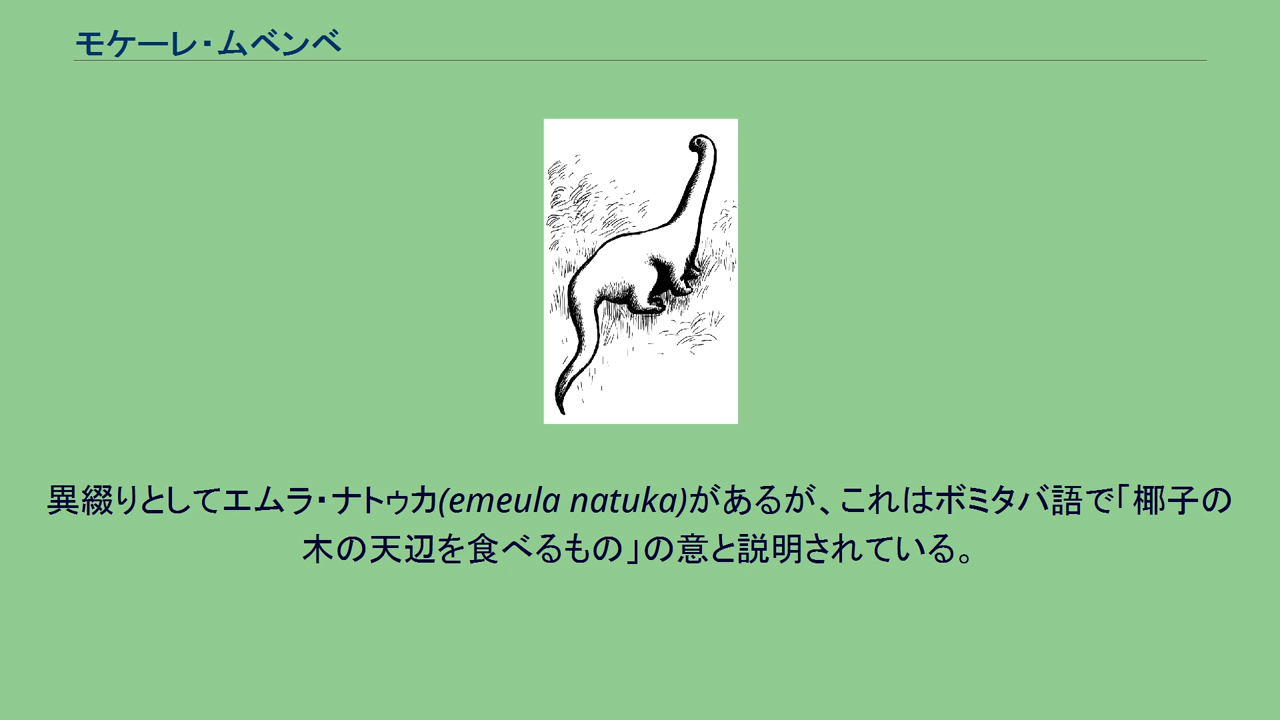 モケーレ・ムベンベ
異綴りとしてエムラ・ナトゥカ(emeula natuka)があるが、これはボミタバ語で「椰子の
木の天辺を食べるもの」の意と説明されている。